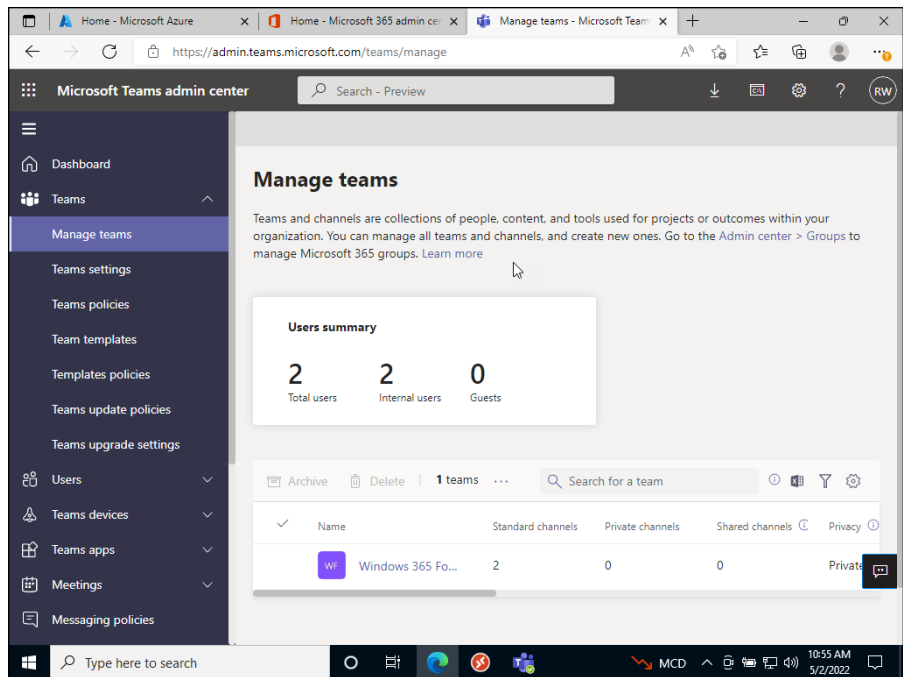 Home - Microsoft Azure
Home - Microsoft 365 admin cen
Manage teams - Microsoft Team
https://admin.teams.microsoft.com/teams/manage
Microsoft Teams admin center
Search - Preview
RW
Dashboard
Teams
Manage teams
Teams settings
Teams policies
Team templates
Templates policies
Teams update policies
Teams upgrade settings
Users
Teams devices
Teams apps
Meetings
Messaging policies
Manage teams
Teams and channels are collections of people, content, and tools used for projects or outcomes within your
organization. You can manage all teams and channels, and create new ones. Go to the Admin center > Groups to
manage Microsoft 365 groups. Learn more
Users summary
2 2 0
Total users Internal users Guests
Archive Delete 1 teams ... Search for a team
Name Standard channels Private channels Shared channels Privacy
WF Windows 365 Fo... 2 0 0 Private
Type here to search
MCD
10:55 AM
5/2/2022